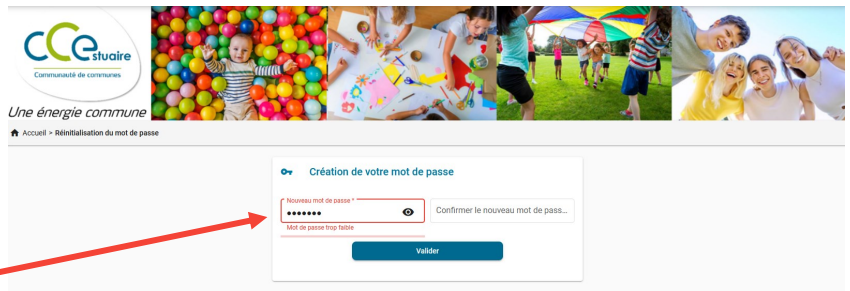 CCEstuaire
Communauté de communes
Une énergie commune
Accueil > Réinitialisation du mot de passe
Création de votre mot de passe
Nouveau mot de passe *
•••••••
Confirmer le nouveau mot de pass...
Mot de passe trop faible
Valider